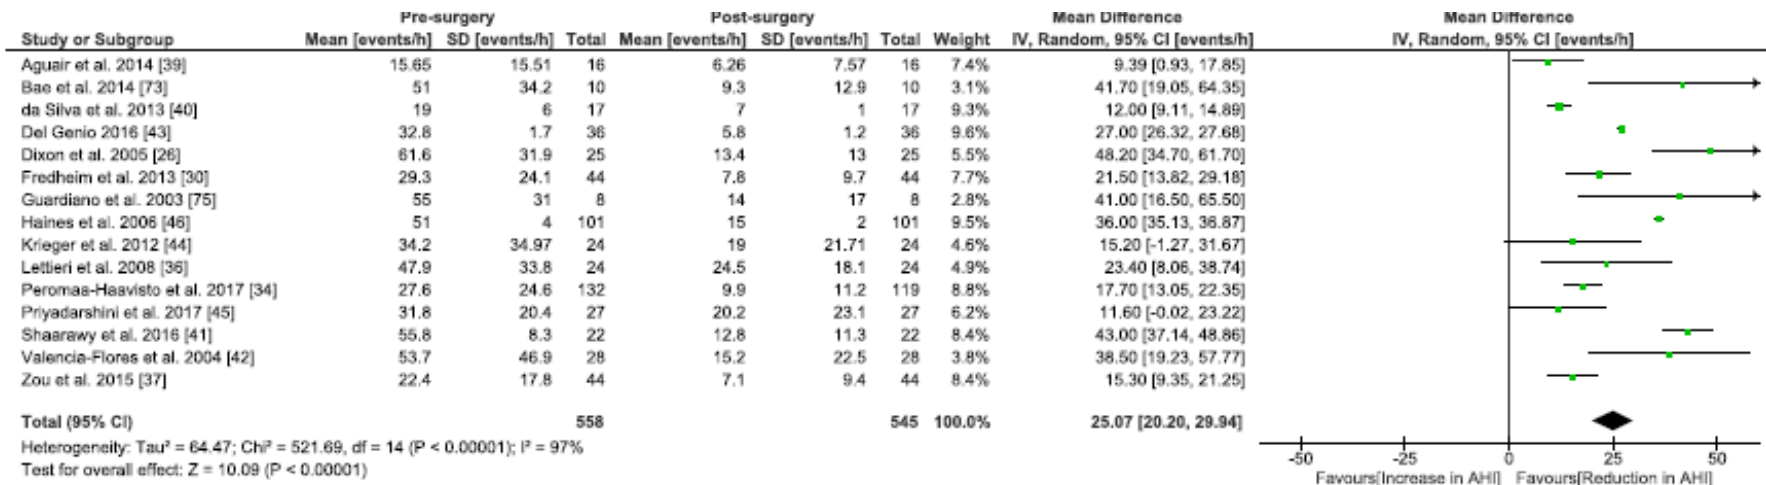 Pre-surgery Post-surgery Mean Difference Mean Difference
Study or Subgroup Mean [events/h] SD [events/h] Total Mean [events/h] SD [events/h] Total Weight IV, Random, 95% CI [events/h] IV, Random, 95% CI [events/h]
Aguair et al. 2014 [39] 15.65 15.51 16 6.26 7.57 16 7.4% 9.39 [0.93, 17.85]
Bae et al. 2014 [73] 51 34.2 10 9.3 12.9 10 3.1% 41.70 [19.05, 64.35]
da Silva et al. 2013 [40] 19 6 17 7 1 17 9.3% 12.00 [9.11, 14.89]
Del Genio 2016 [43] 32.8 1.7 36 5.8 1.2 36 9.6% 27.00 [26.32, 27.68]
Dixon et al. 2005 [26] 61.6 31.9 25 13.4 13 25 5.5% 48.20 [34.70, 61.70]
Fredheim et al. 2013 [30] 29.3 24.1 44 7.8 9.7 44 7.7% 21.50 [13.82, 29.18]
Guardiano et al. 2003 [75] 55 31 8 14 17 8 2.8% 41.00 [16.50, 65.50]
Haines et al. 2006 [46] 51 4 101 15 2 101 9.5% 36.00 [35.13, 36.87]
Krieger et al. 2012 [44] 34.2 34.97 24 19 21.71 24 4.6% 15.20 [-1.27, 31.67]
Lettieri et al. 2008 [36] 47.9 33.8 24 24.5 18.1 24 4.9% 23.40 [8.06, 38.74]
Peromaa-Haavisto et al. 2017 [34] 27.6 24.6 132 9.9 11.2 119 8.8% 17.70 [13.05, 22.35]
Priyadarshini et al. 2017 [45] 31.8 20.4 27 20.2 23.1 27 6.2% 11.60 [-0.02, 23.22]
Shaarawy et al. 2016 [41] 55.8 8.3 22 12.8 11.3 22 8.4% 43.00 [37.14, 48.86]
Valencia-Flores et al. 2004 [42] 53.7 46.9 28 15.2 22.5 28 3.8% 38.50 [19.23, 57.77]
Zou et al. 2015 [37] 22.4 17.8 44 7.1 9.4 44 8.4% 15.30 [9.35, 21.25]
Total (95% CI) 558 545 100.0% 25.07 [20.20, 29.94]
Heterogeneity: Tau² = 64.47; Chi² = 521.69, df = 14 (P < 0.00001); I² = 97%
Test for overall effect: Z = 10.09 (P < 0.00001)
-50 -25 0 25 50
Favours[Increase in AHI] Favours[Reduction in AHI]